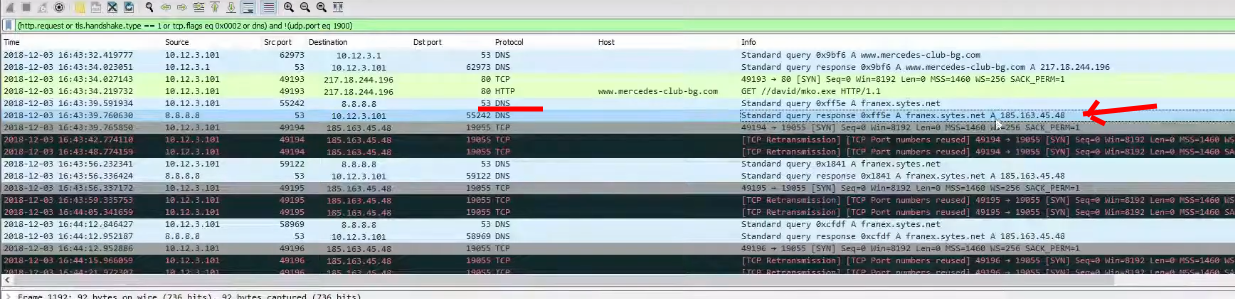 (http.request or tls.handshake.type == 1 or tcp.flags eq 0x0002 or dns) and !(udp.port eq 1900)
Time Source Src port Destination Dst port Protocol Host Info
2018-12-03 16:43:32.419777 10.12.3.101 62973 10.12.3.1 53 DNS Standard query 0x9bf6 A www.mercedes-club-bg.com
2018-12-03 16:43:34.023051 10.12.3.1 53 10.12.3.101 62973 DNS Standard query response 0x9bf6 A www.mercedes-club-bg.com A 217.18.244.196
2018-12-03 16:43:34.027143 10.12.3.101 49193 217.18.244.196 80 TCP 49193 → 80 [SYN] Seq=0 Win=8192 Len=0 MSS=1460 WS=256 SACK_PERM=1
2018-12-03 16:43:34.219732 10.12.3.101 49193 217.18.244.196 80 HTTP www.mercedes-club-bg.com GET //david/mko.exe HTTP/1.1
2018-12-03 16:43:39.591934 10.12.3.101 55242 8.8.8.8 53 DNS Standard query 0xff5e A franex.sytes.net
2018-12-03 16:43:39.760630 8.8.8.8 53 10.12.3.101 55242 DNS Standard query response 0xff5e A franex.sytes.net A 185.163.45.48
2018-12-03 16:43:39.765850 10.12.3.101 49194 185.163.45.48 19055 TCP 49194 → 19055 [SYN] Seq=0 Win=8192 Len=0 MSS=1460 WS=256 SACK_PERM=1
2018-12-03 16:43:42.774110 10.12.3.101 49194 185.163.45.48 19055 TCP [TCP Retransmission] [TCP Port numbers reused] 49194 → 19055 [SYN] Seq=0 Win=8192 Len=0 MSS=1460 WS
2018-12-03 16:43:48.774159 10.12.3.101 49194 185.163.45.48 19055 TCP [TCP Retransmission] [TCP Port numbers reused] 49194 → 19055 [SYN] Seq=0 Win=8192 Len=0 MSS=1460 SA
2018-12-03 16:43:56.232341 10.12.3.101 59122 8.8.8.8 53 DNS Standard query 0x1841 A franex.sytes.net
2018-12-03 16:43:56.336424 8.8.8.8 53 10.12.3.101 59122 DNS Standard query response 0x1841 A franex.sytes.net A 185.163.45.48
2018-12-03 16:43:56.337172 10.12.3.101 49195 185.163.45.48 19055 TCP 49195 → 19055 [SYN] Seq=0 Win=8192 Len=0 MSS=1460 WS=256 SACK_PERM=1
2018-12-03 16:43:59.335753 10.12.3.101 49195 185.163.45.48 19055 TCP [TCP Retransmission] [TCP Port numbers reused] 49195 → 19055 [SYN] Seq=0 Win=8192 Len=0 MSS=1460 WS
2018-12-03 16:44:05.341659 10.12.3.101 49195 185.163.45.48 19055 TCP [TCP Retransmission] [TCP Port numbers reused] 49195 → 19055 [SYN] Seq=0 Win=8192 Len=0 MSS=1460 SA
2018-12-03 16:44:12.846427 10.12.3.101 58969 8.8.8.8 53 DNS Standard query 0xcfdf A franex.sytes.net
2018-12-03 16:44:12.952187 8.8.8.8 53 10.12.3.101 58969 DNS Standard query response 0xcfdf A franex.sytes.net A 185.163.45.48
2018-12-03 16:44:12.952886 10.12.3.101 49196 185.163.45.48 19055 TCP 49196 → 19055 [SYN] Seq=0 Win=8192 Len=0 MSS=1460 WS=256 SACK_PERM=1
2018-12-03 16:44:15.966059 10.12.3.101 49196 185.163.45.48 19055 TCP [TCP Retransmission] [TCP Port numbers reused] 49196 → 19055 [SYN] Seq=0 Win=8192 Len=0 MSS=1460 WS
2018-12-03 16:44:21.972302 10.12.3.101 49196 185.163.45.48 19055 TCP [TCP Retransmission] [TCP Port numbers reused] 49196 → 19055 [SYN] Seq=0 Win=8192 Len=0 MSS=1460 SA
Frame 1192: 92 bytes on wire (736 bits), 92 bytes captured (736 bits)